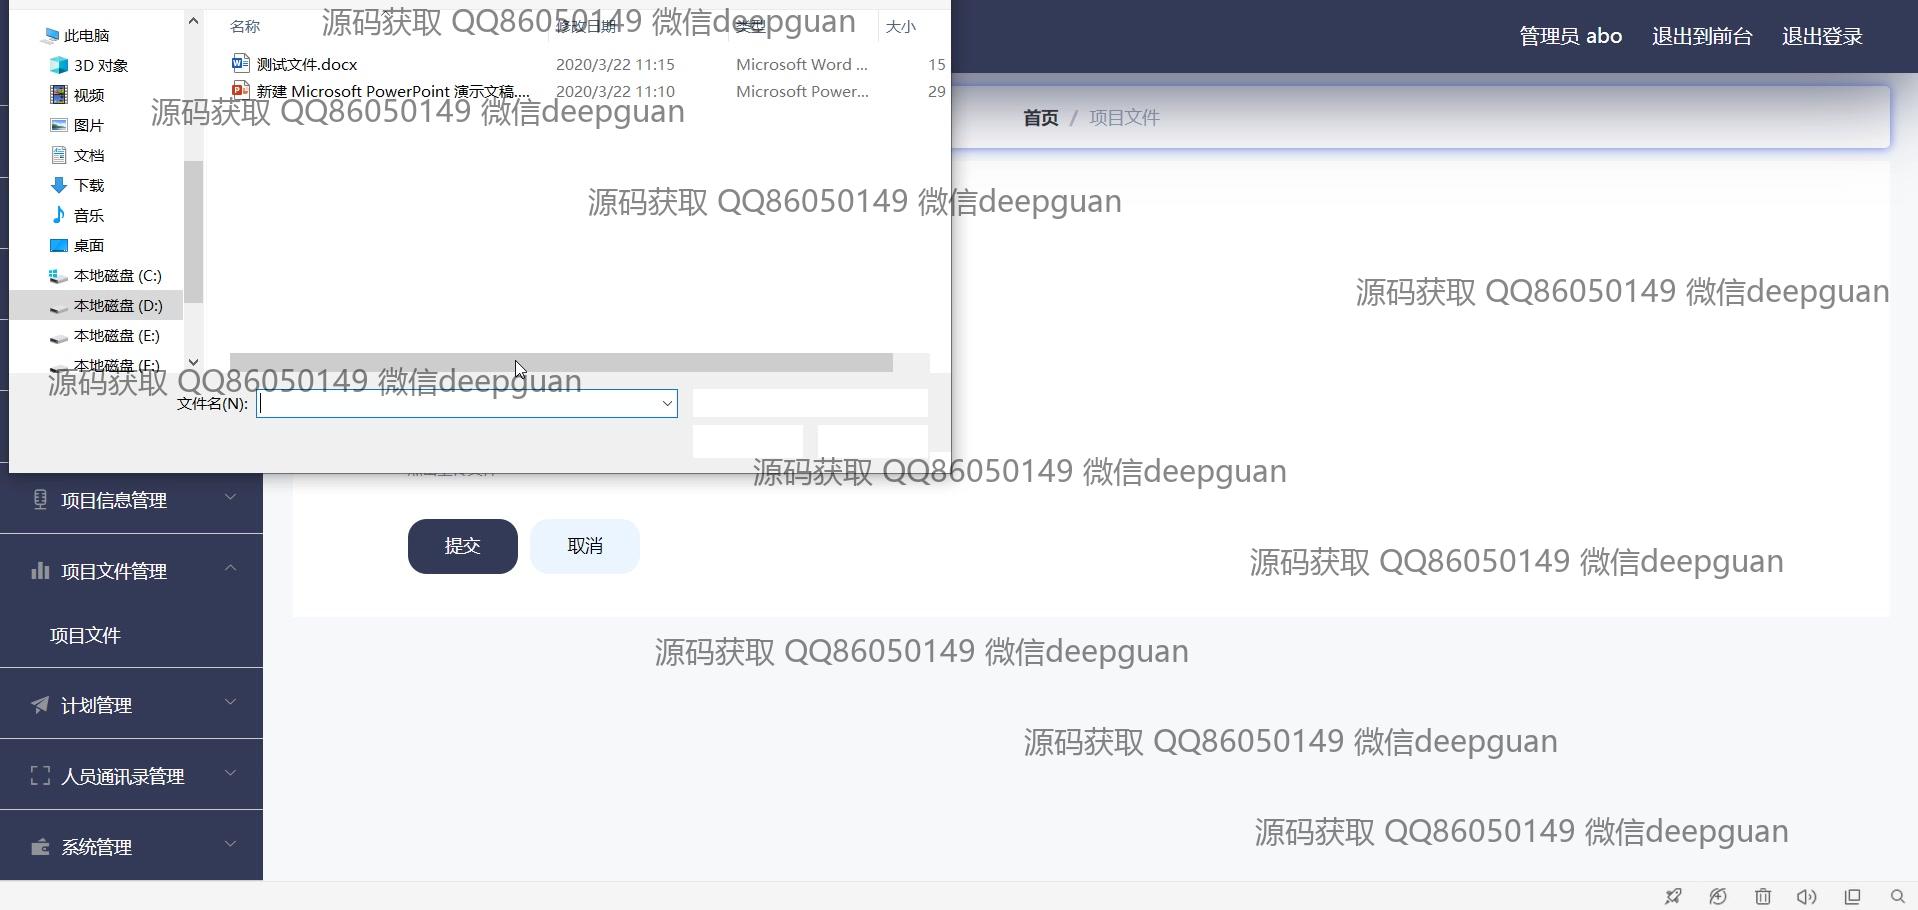 名称 修改日期 类型 大小
源码获取 QQ86050149 微信deepguan
管理员 abo 退出到前台 退出登录
此电脑
3D 对象
视频
图片
文档
下载
音乐
桌面
本地磁盘 (C:)
本地磁盘 (D:)
本地磁盘 (E:)
本地磁盘 (F:)
测试文件.docx 2020/3/22 11:15 Microsoft Word ... 15
新建 Microsoft PowerPoint 演示文稿.... 2020/3/22 11:10 Microsoft Power... 29
源码获取 QQ86050149 微信deepguan
首页 / 项目文件
源码获取 QQ86050149 微信deepguan
源码获取 QQ86050149 微信deepguan
源码获取 QQ86050149 微信deepguan
文件名(N):
源码获取 QQ86050149 微信deepguan
项目信息管理
提交 取消
源码获取 QQ86050149 微信deepguan
项目文件管理
项目文件
源码获取 QQ86050149 微信deepguan
计划管理
源码获取 QQ86050149 微信deepguan
人员通讯录管理
源码获取 QQ86050149 微信deepguan
系统管理